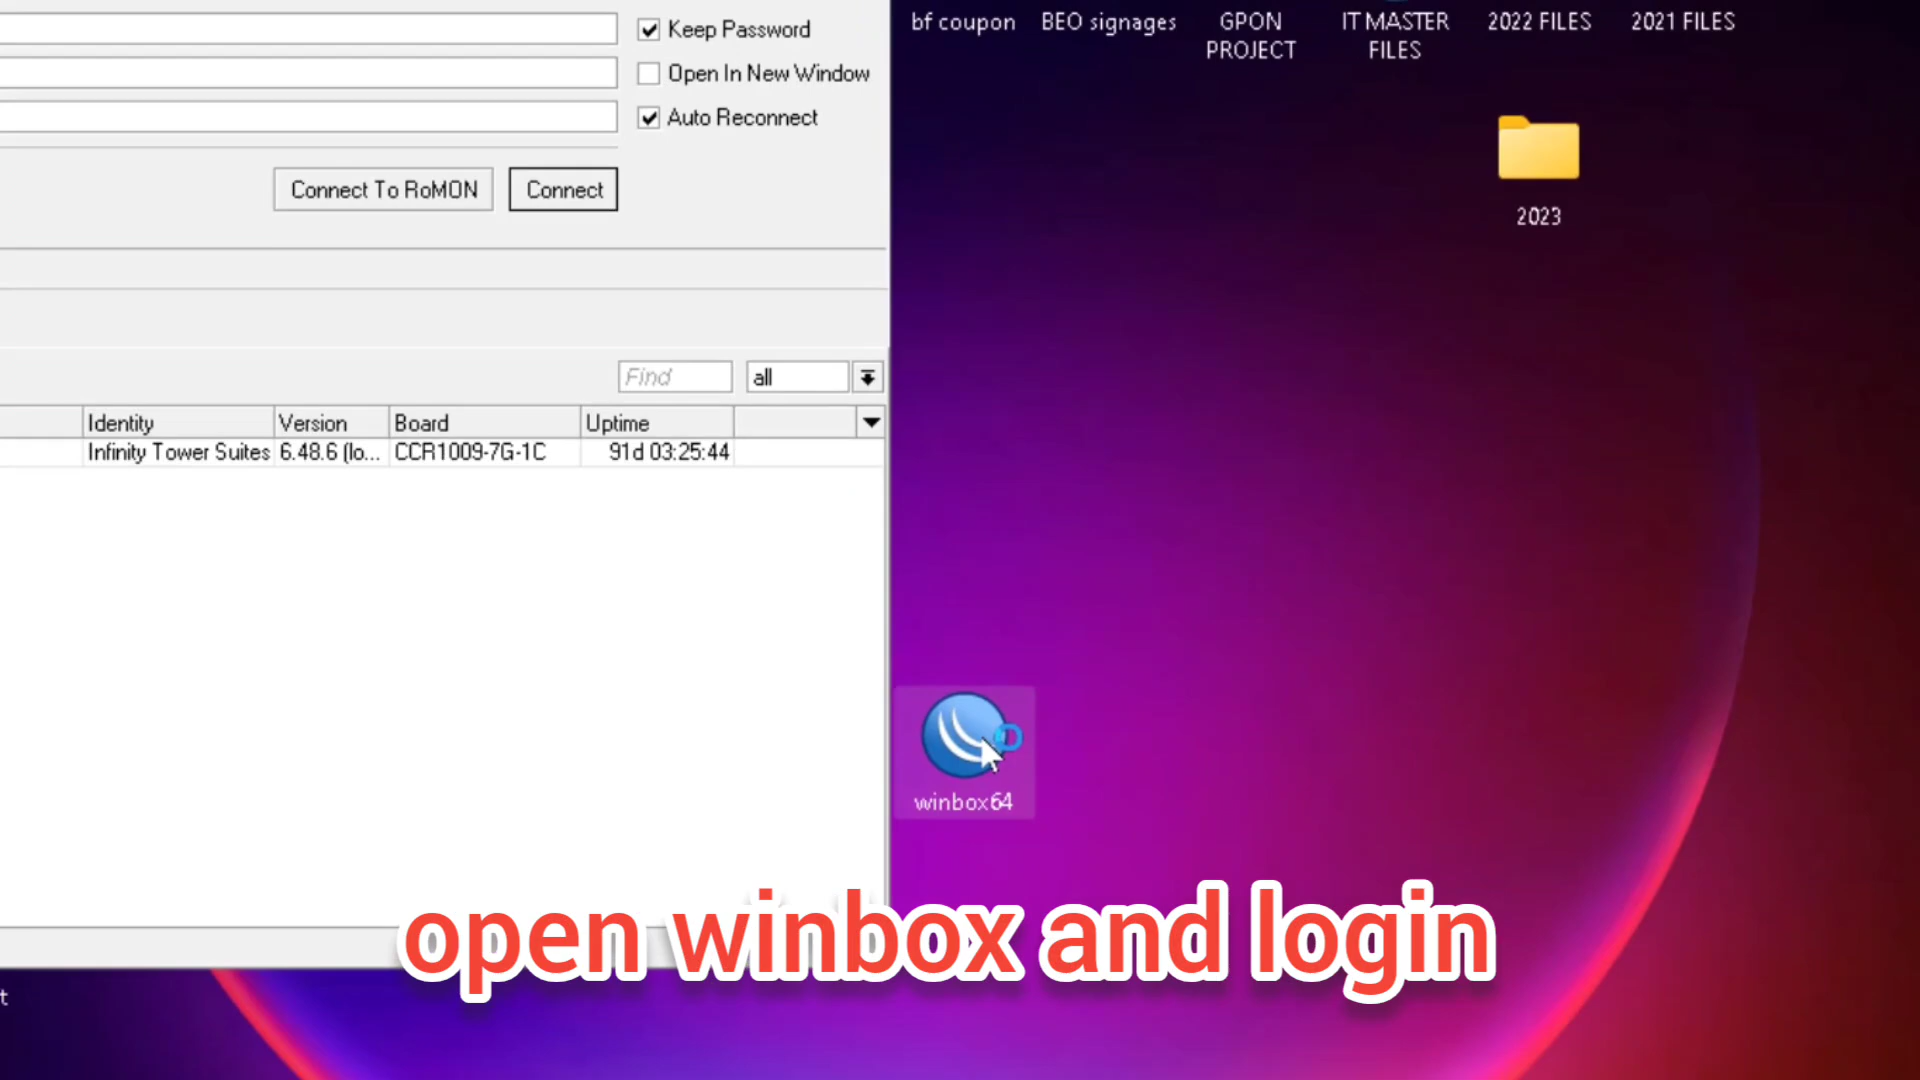 Keep Password
Open In New Window
Auto Reconnect
Connect To RoMON
Connect
Find
all
Identity Version Board Uptime
Infinity Tower Suites 6.48.6 (lo... CCR1009-7G-1C 91d 03:25:44
bf coupon
BEO signages
GPON
PROJECT
IT MASTER
FILES
2022 FILES
2021 FILES
2023
winbox64
open winbox and login
t